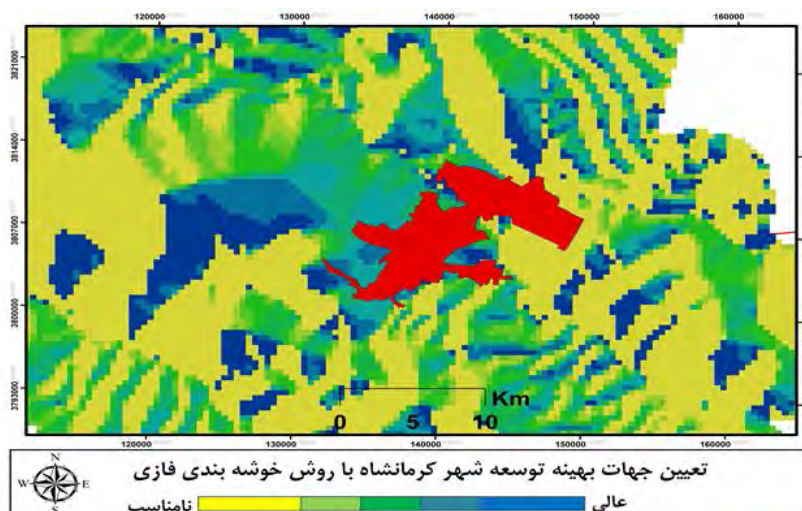 120000 130000 140000 150000 160000
3821000
3814000
3807000
3800000
3793000
Km
0 5 10
120000 130000 140000 150000 160000
تعیین جهات بهینه توسعه شهر کرمانشاه با روش خوشه بندی فازی
N
W E
S
نامناسب عالی